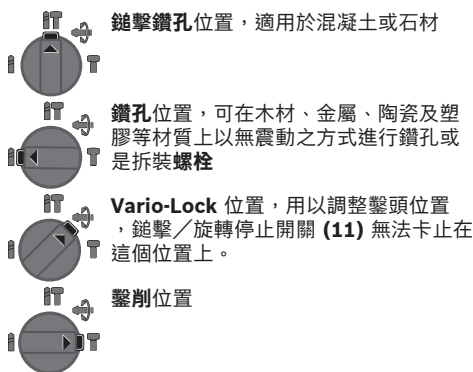 鎚擊鑽孔位置，適用於混凝土或石材
鑽孔位置，可在木材、金屬、陶瓷及塑
膠等材質上以無震動之方式進行鑽孔或
是拆裝螺栓
Vario-Lock 位置，用以調整鑿頭位置
，鎚擊／旋轉停止開關 (11) 無法卡止在
這個位置上。
鑿削位置